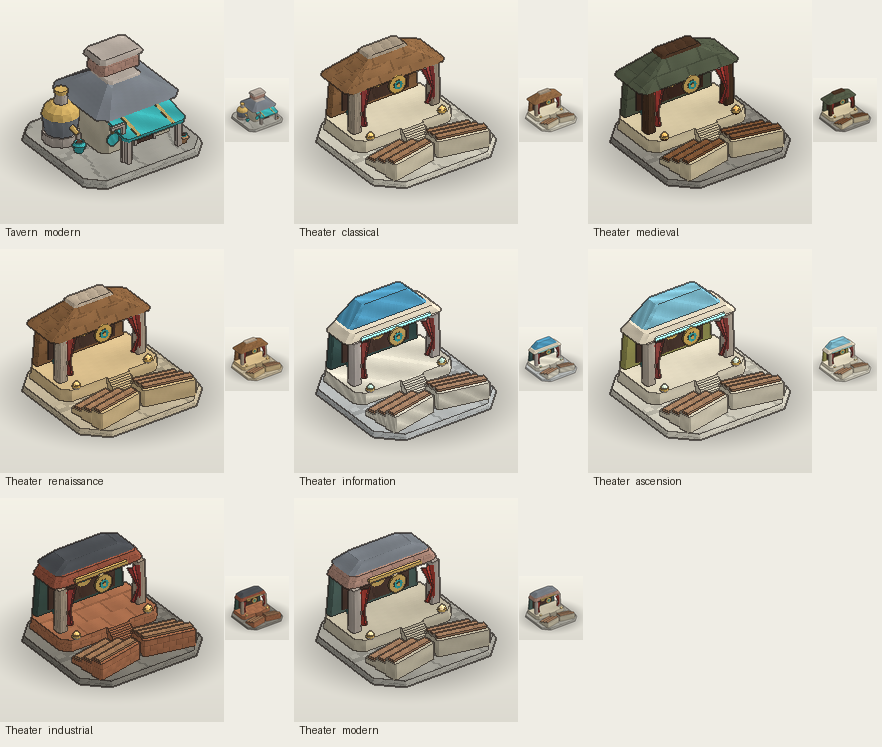 Tavern modern
Theater classical
Theater medieval
Theater renaissance
Theater information
Theater ascension
Theater industrial
Theater modern